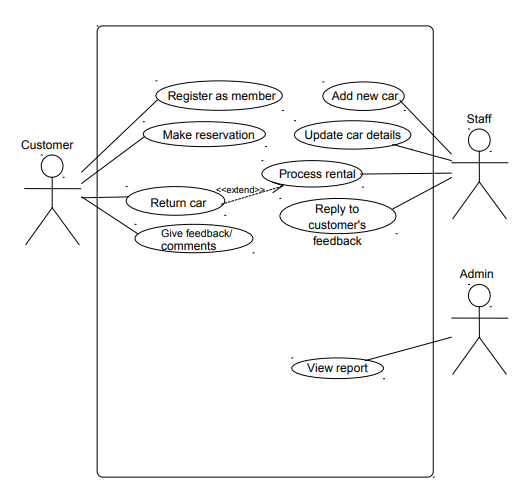 Register as member
Add new car
Staff
Customer
Make reservation
Update car details
Process rental
<<extend>>
Return car
Reply to
customer's
feedback
Give feedback/
comments
Admin
View report